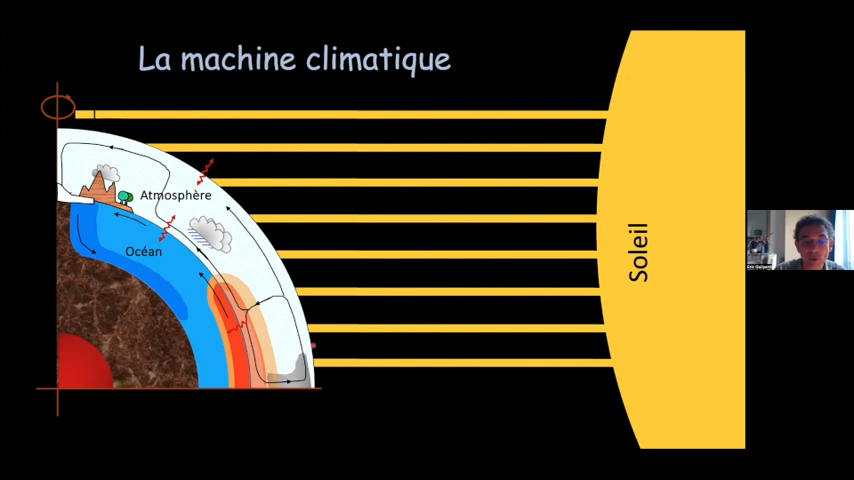 La machine climatique
Atmosphère
Océan
Soleil